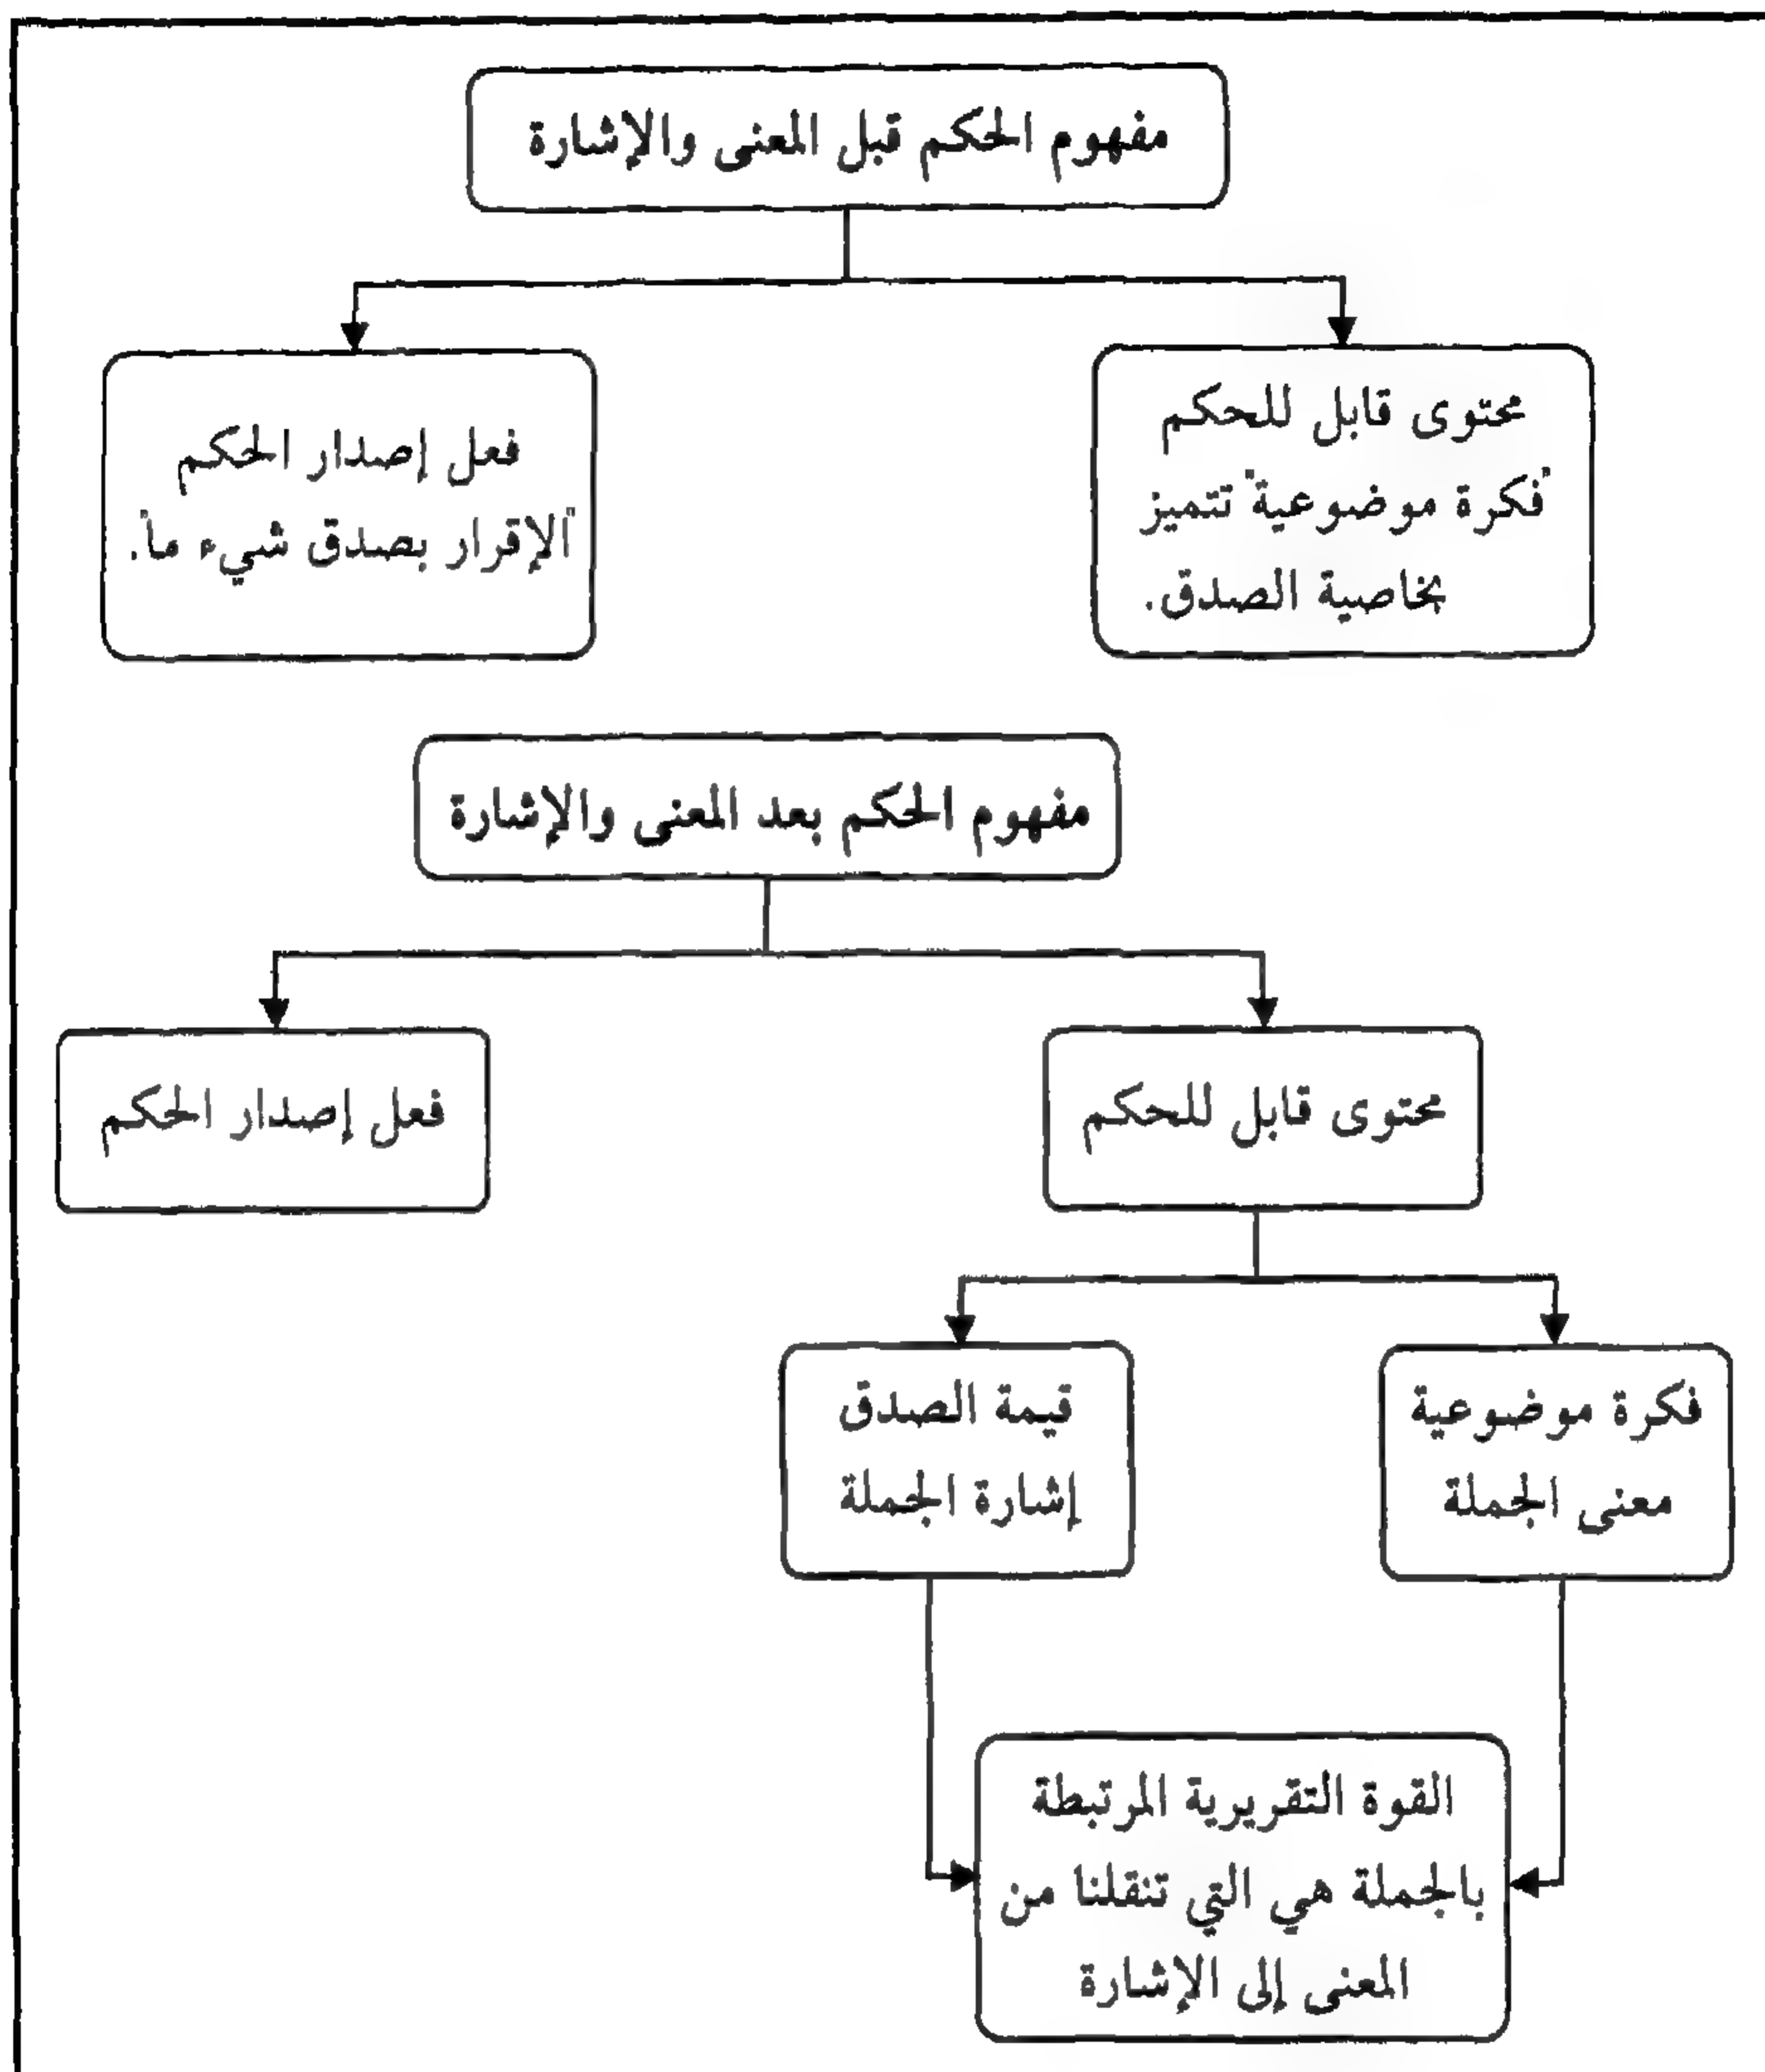 مفهوم الحكم قبل المعنى والإشارة
محتوى قابل للحكم
"فكرة موضوعية" تتميز
بخاصية الصدق.
فعل إصدار الحكم
"الإقرار بصدق شيء ما".
مفهوم الحكم بعد المعنى والإشارة
محتوى قابل للحكم
فعل إصدار الحكم
فكرة موضوعية
معنى الجملة
قيمة الصدق
إشارة الجملة
القوة التقريرية المرتبطة
بالجملة هي التي تنقلنا من
المعنى إلى الإشارة